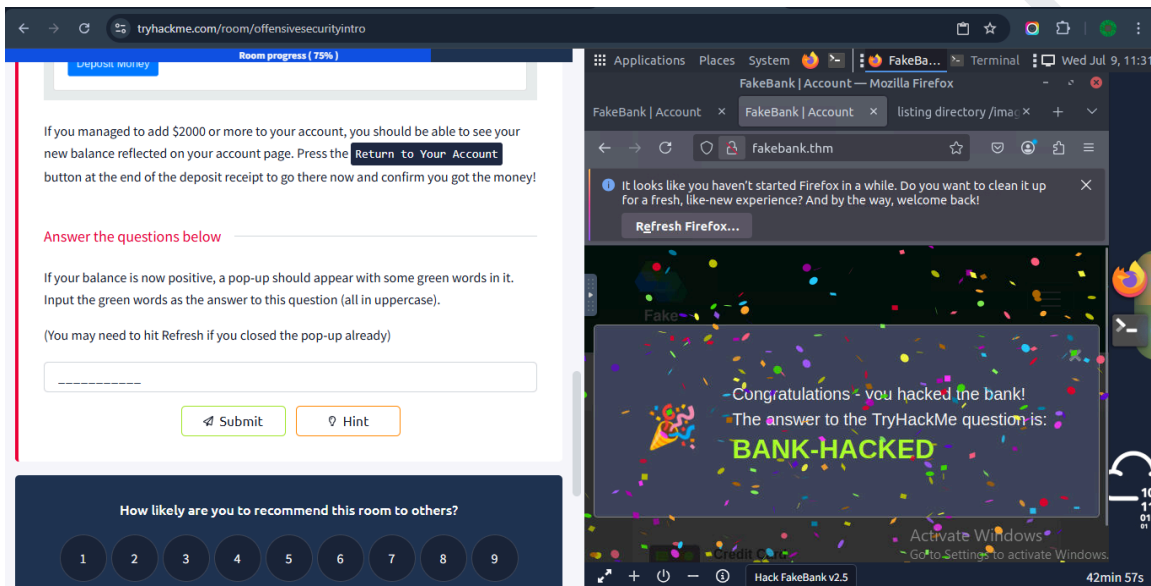 tryhackme.com/room/offensivesecurityintro
Room progress ( 75% )
Deposit Money
If you managed to add $2000 or more to your account, you should be able to see your
new balance reflected on your account page. Press the Return to Your Account
button at the end of the deposit receipt to go there now and confirm you got the money!
Answer the questions below
If your balance is now positive, a pop-up should appear with some green words in it.
Input the green words as the answer to this question (all in uppercase).
(You may need to hit Refresh if you closed the pop-up already)
___________
Submit
Hint
How likely are you to recommend this room to others?
1 2 3 4 5 6 7 8 9
Applications Places System FakeBa... Terminal Wed Jul 9, 11:31
FakeBank | Account — Mozilla Firefox
FakeBank | Account FakeBank | Account listing directory /imag
fakebank.thm
It looks like you haven't started Firefox in a while. Do you want to clean it up
for a fresh, like-new experience? And by the way, welcome back!
Refresh Firefox...
Fake
Congratulations - you hacked the bank!
The answer to the TryHackMe question is:
BANK-HACKED
Activate Windows
Go to Settings to activate Windows.
Hack FakeBank v2.5
42min 57s